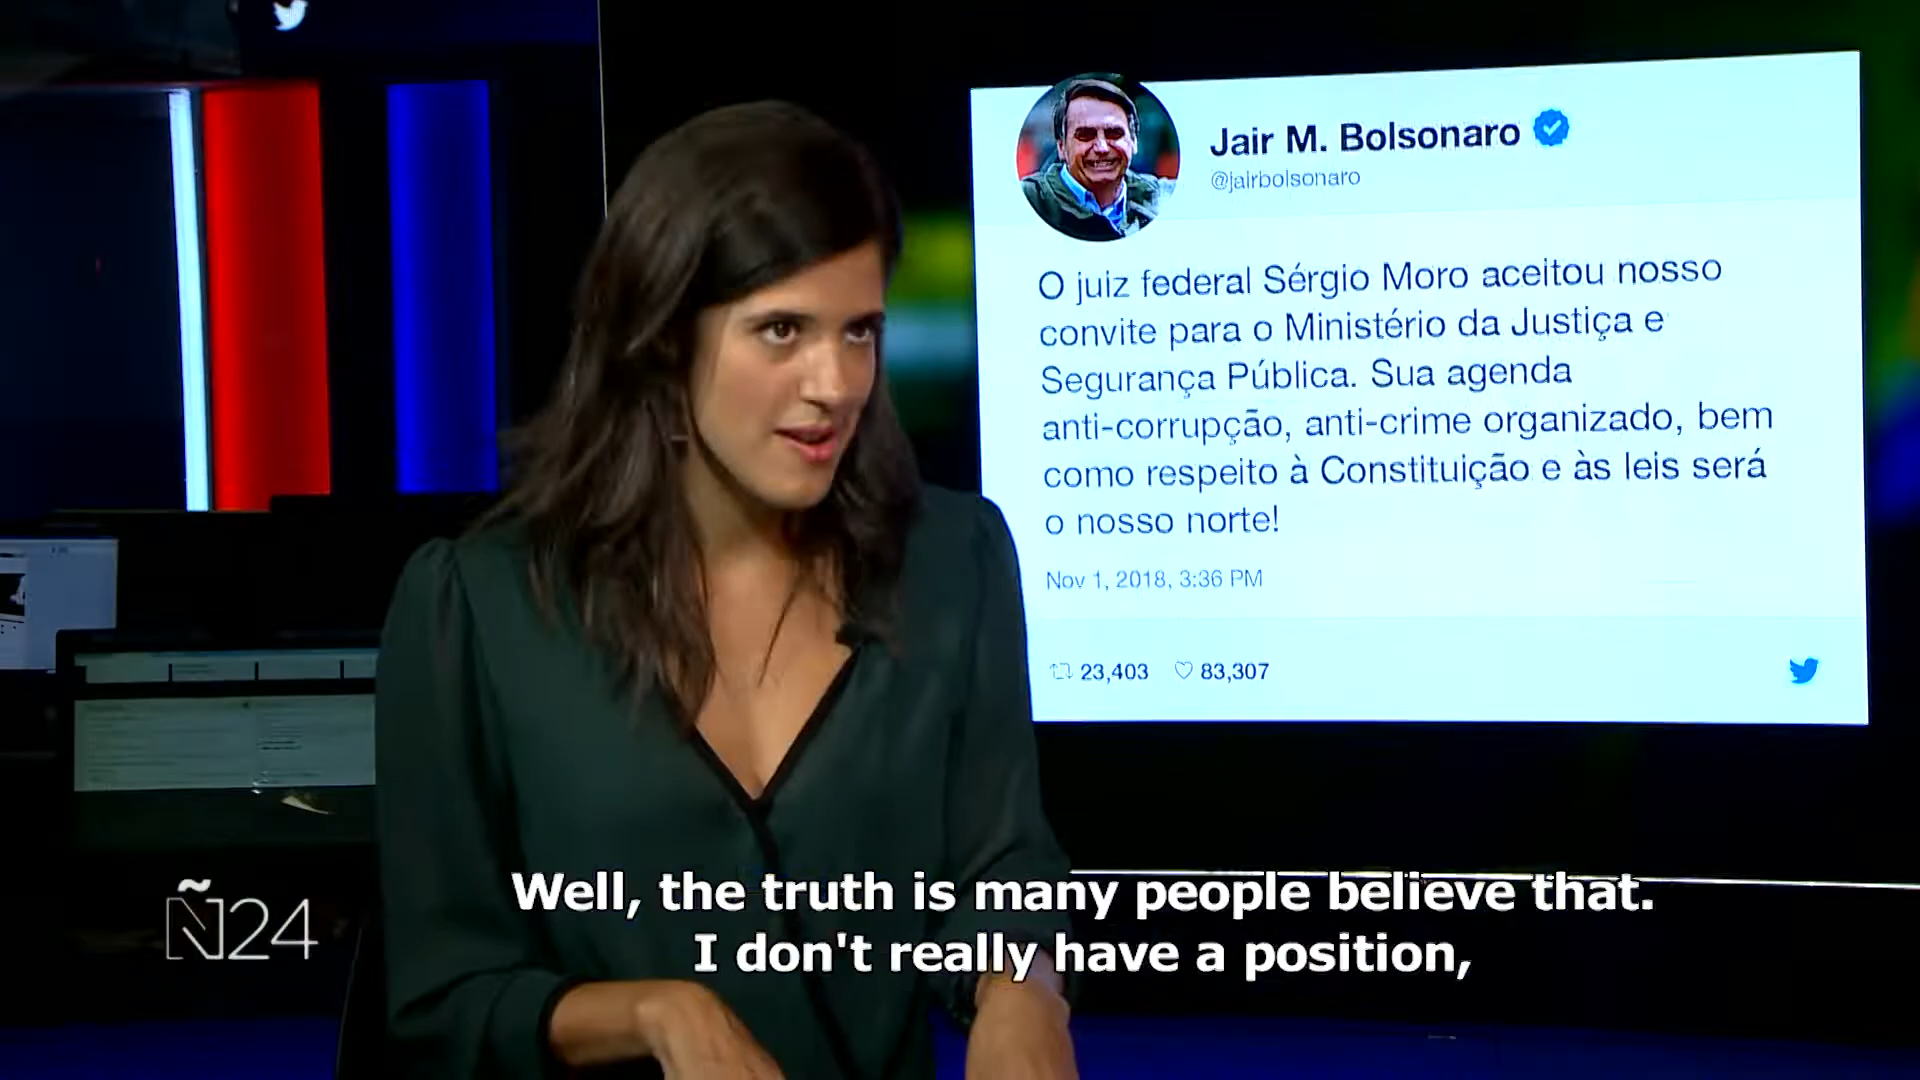 Jair M. Bolsonaro
@jairbolsonaro
O juiz federal Sérgio Moro aceitou nosso
convite para o Ministério da Justiça e
Segurança Pública. Sua agenda
anti-corrupção, anti-crime organizado, bem
como respeito à Constituição e às leis será
o nosso norte!
Nov 1, 2018, 3:36 PM
23,403 83,307
Ñ24
Well, the truth is many people believe that.
I don't really have a position,